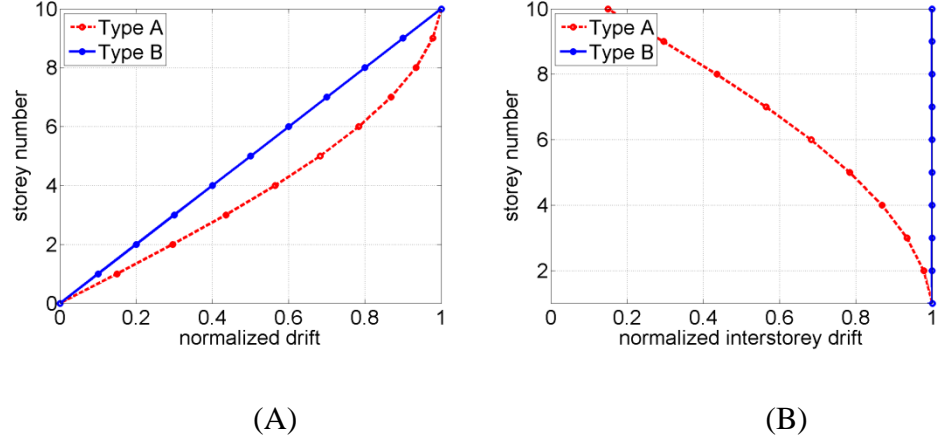 10
8
6
4
2
0
storey number
Type A
Type B
0 0.2 0.4 0.6 0.8 1
normalized drift
10
8
6
4
2
storey number
Type A
Type B
0 0.2 0.4 0.6 0.8 1
normalized interstorey drift
(A) (B)